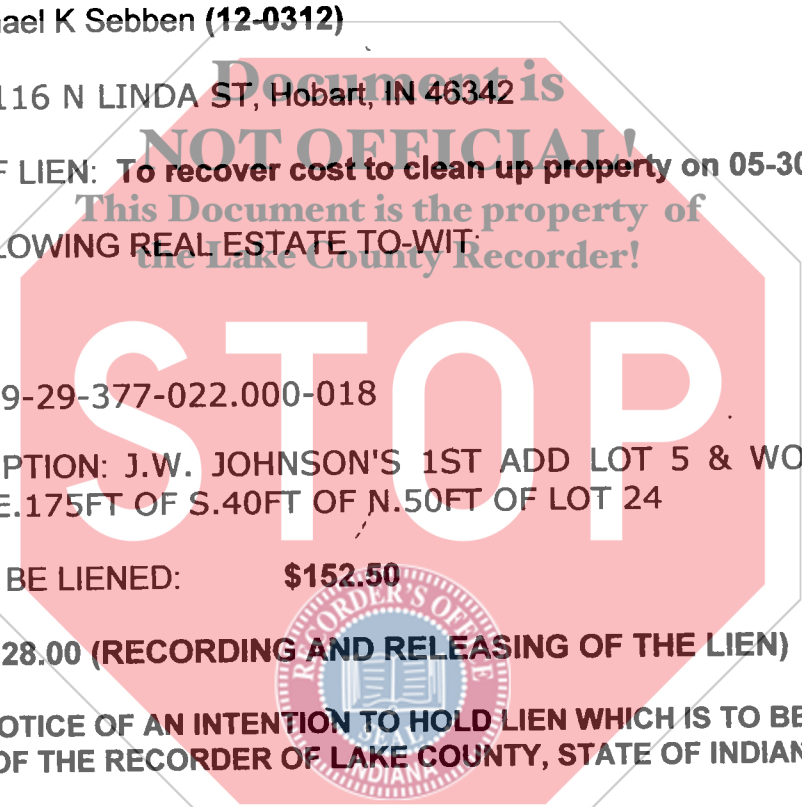 nael K Sebben (12-0312)
116 N LINDA ST, Hobart, IN 46342
Document is
NOT OFFICIAL!
F LIEN: To recover cost to clean up property on 05-30
This Document is the property of
LOWING REAL ESTATE TO-WIT:
the Lake County Recorder!
STOP
9-29-377-022.000-018
PTION: J.W. JOHNSON'S 1ST ADD LOT 5 & WO
E.175FT OF S.40FT OF N.50FT OF LOT 24
BE LIENED: $152.50
28.00 (RECORDING AND RELEASING OF THE LIEN)
OTICE OF AN INTENTION TO HOLD LIEN WHICH IS TO BE
OF THE RECORDER OF LAKE COUNTY, STATE OF INDIAN
RECORDER'S OFFICE
SEAL
INDIANA